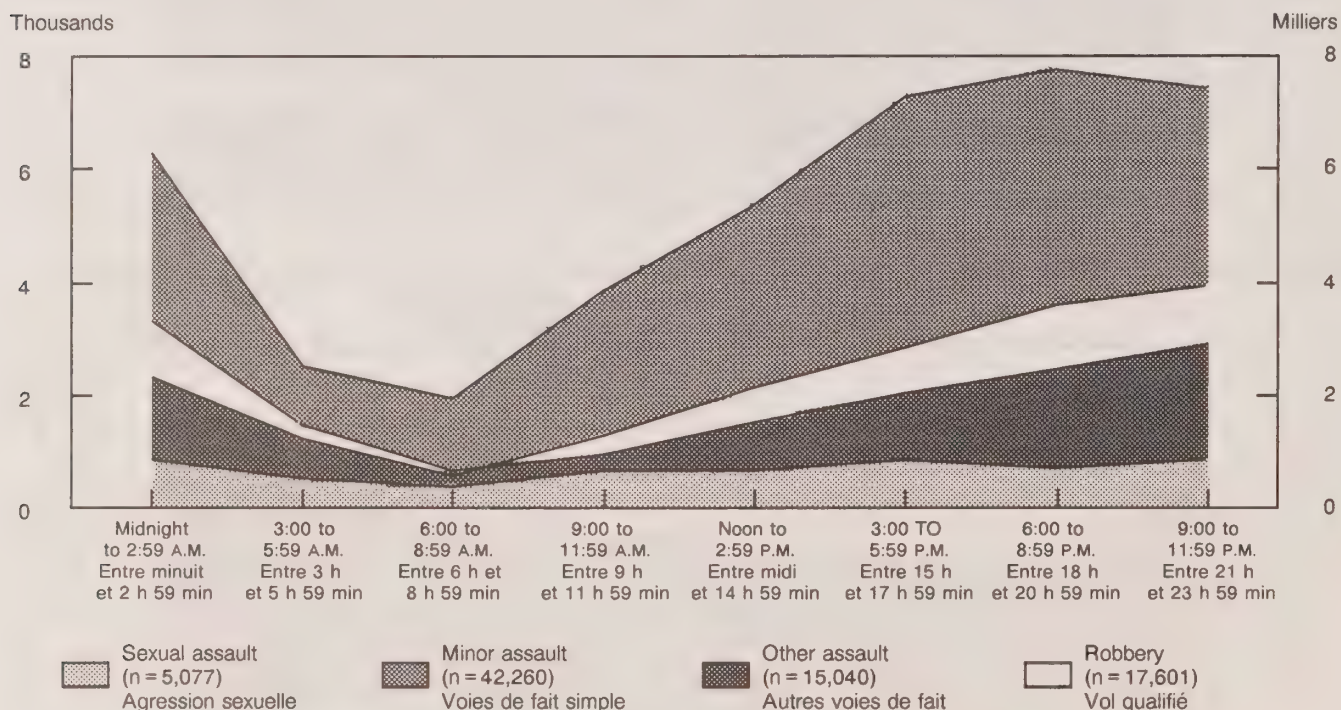 Thousands
Milliers
8
8
6
6
4
4
2
2
0
0
Midnight
to 2:59 A.M.
Entre minuit
et 2 h 59 min
3:00 to
5:59 A.M.
Entre 3 h
et 5 h 59 min
6:00 to
8:59 A.M.
Entre 6 h et
8 h 59 min
9:00 to
11:59 A.M.
Entre 9 h
et 11 h 59 min
Noon to
2:59 P.M.
Entre midi
et 14 h 59 min
3:00 TO
5:59 P.M.
Entre 15 h
et 17 h 59 min
6:00 to
8:59 P.M.
Entre 18 h
et 20 h 59 min
9:00 to
11:59 P.M.
Entre 21 h
et 23 h 59 min
Sexual assault
(n = 5,077)
Agression sexuelle
Minor assault
(n = 42,260)
Voies de fait simple
Other assault
(n = 15,040)
Autres voies de fait
Robbery
(n = 17,601)
Vol qualifié